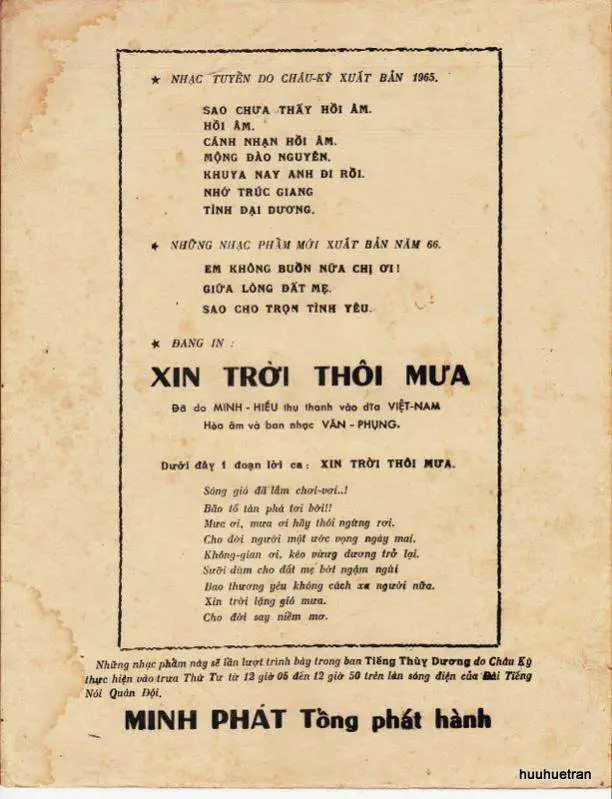 ★ NHẠC TUYỂN DO CHÂU-KỲ XUẤT BẢN 1965.
SAO CHƯA THẤY HỒI ÂM.
HỒI ÂM.
CÁNH NHẠN HỒI ÂM.
MỘNG ĐÀO NGUYÊN.
KHUYA NAY ANH ĐI RỒI.
NHỚ TRÚC GIANG
TÌNH ĐẠI DƯƠNG.
★ NHỮNG NHẠC PHẦM MỚI XUẤT BẢN NĂM 66.
EM KHÔNG BUỒN NỮA CHỊ ƠI!
GIỮA LÒNG ĐẤT MẸ.
SAO CHO TRỌN TÌNH YÊU.
★ ĐANG IN :
XIN TRỜI THÔI MƯA
Đã do MINH - HIẾU thu thanh vào dĩa VIỆT-NAM
Hòa âm và ban nhạc VĂN - PHỤNG.
Dưới đây 1 đoạn lời ca: XIN TRỜI THÔI MƯA.
Sóng gió đã lắm chơi-vơi..!
Bão tố tàn phá tơi bời!!
Mưa ơi, mưa ơi hãy thôi ngừng rơi.
Cho đời người một ước vọng ngày mai.
Không-gian ơi, kéo vừng dương trở lại.
Sưởi dùm cho đất mẹ bớt ngậm ngùi
Bao thương yêu không cách xa người nữa.
Xin trời lặng gió mưa.
Cho đời say niềm mơ.
Những nhạc phầm này sẽ lần lượt trình bày trong ban Tiếng Thùy Dương do Châu Kỳ
thực hiện vào trưa Thứ Tư từ 12 giờ 05 đến 12 giờ 50 trên làn sóng điện của Đài Tiếng
Nói Quân Đội.
MINH PHÁT Tổng phát hành
huuhuetran